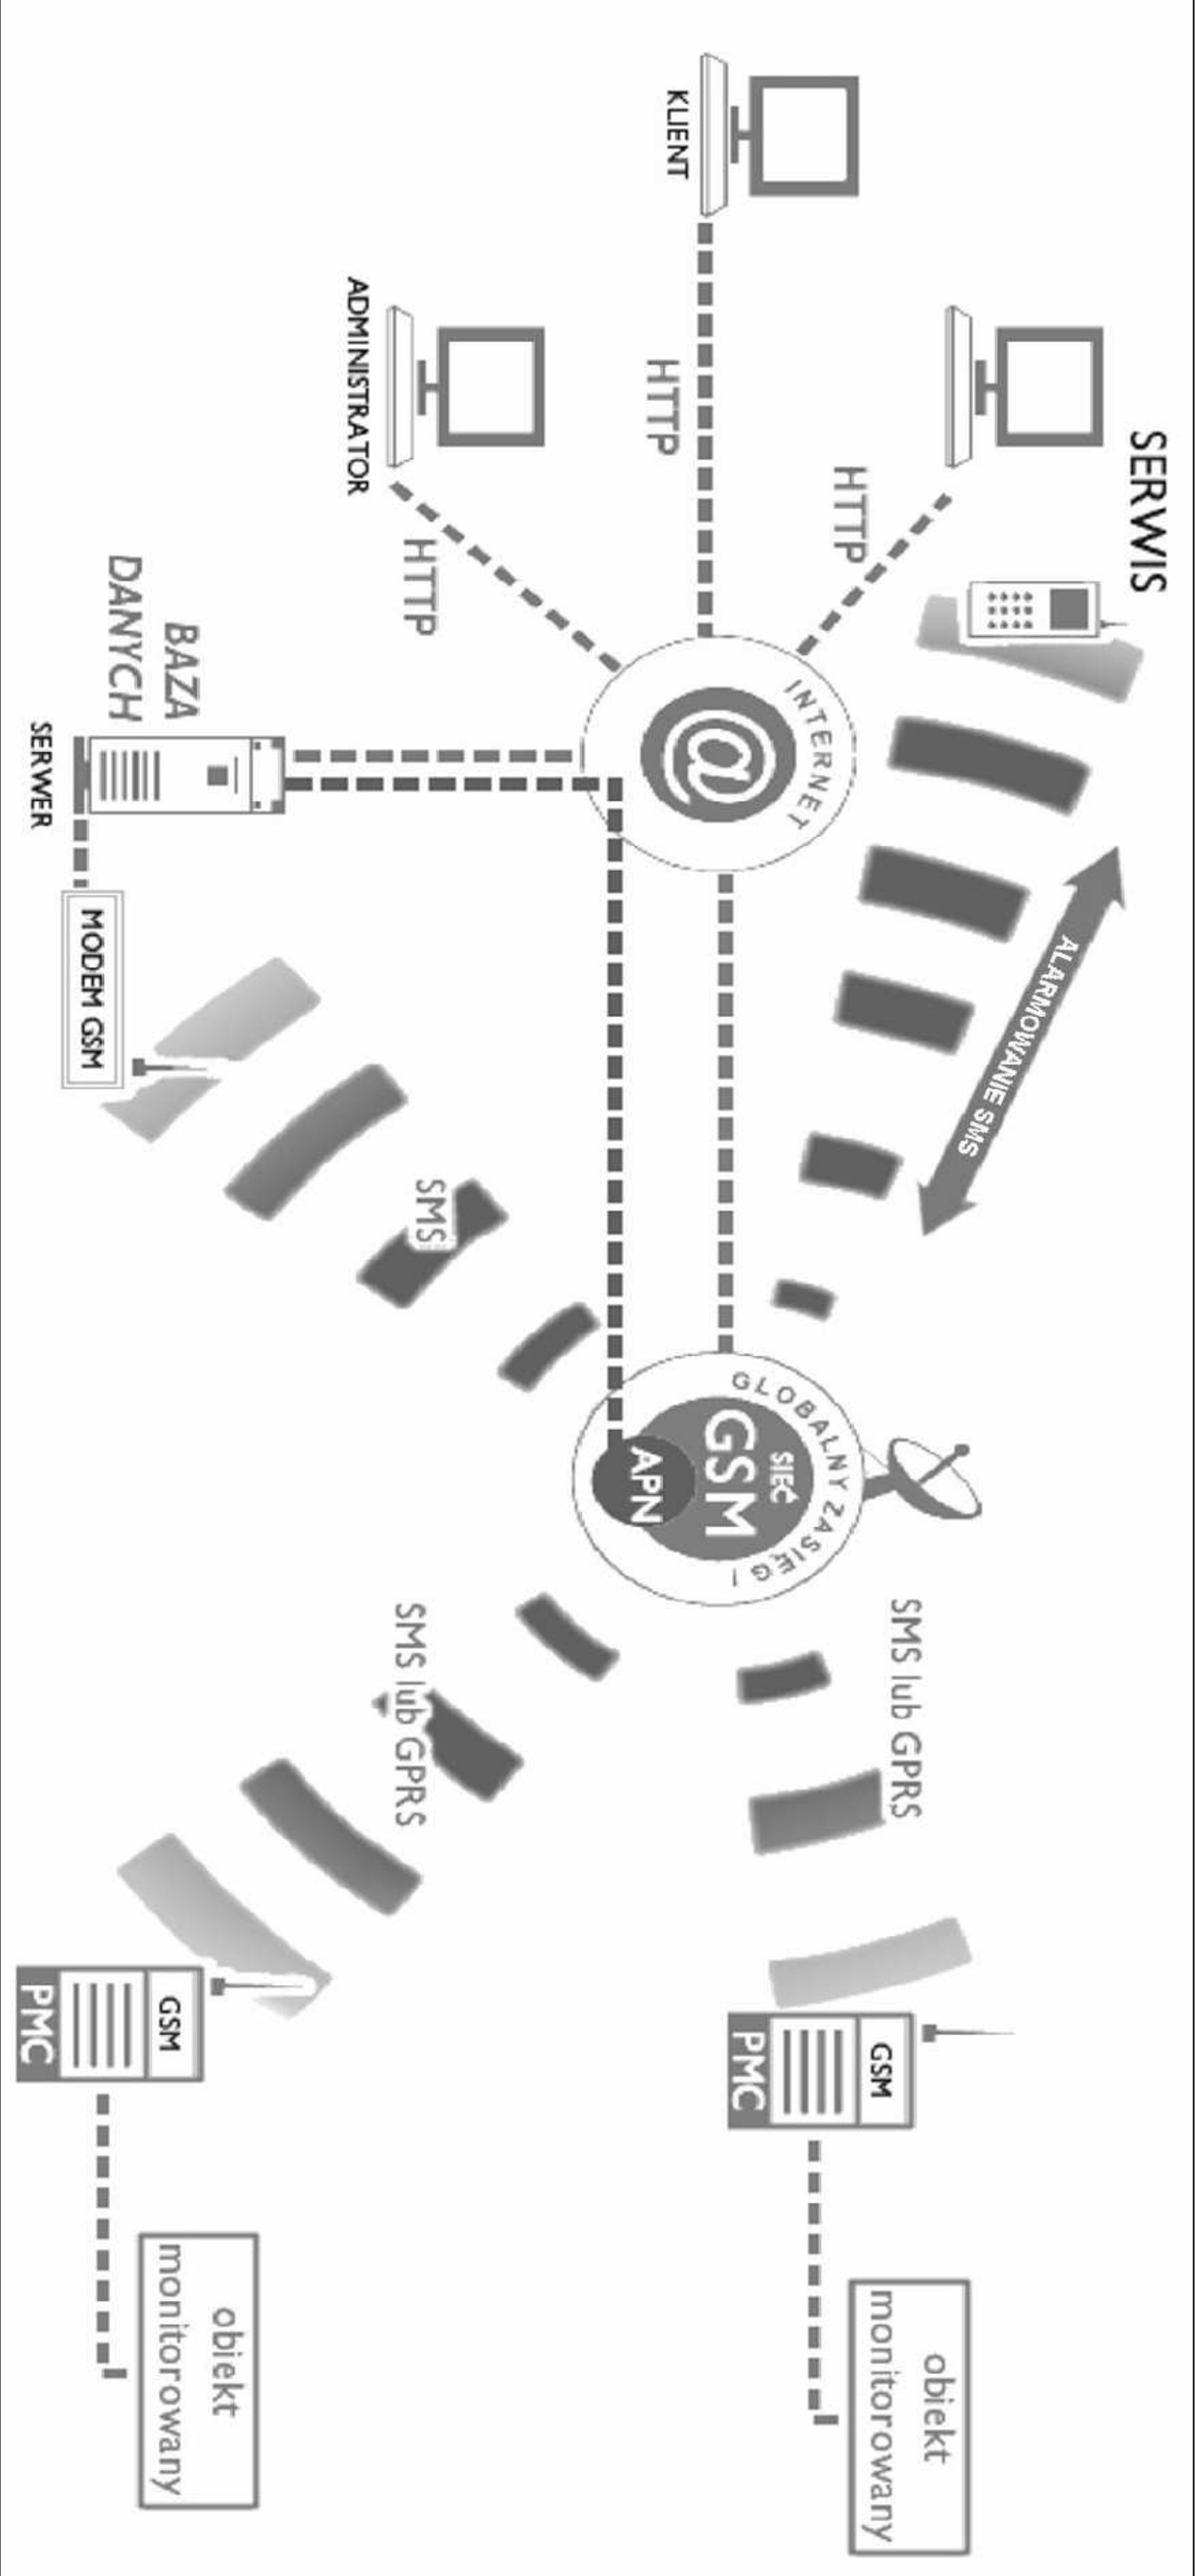 SERWIS
HTTP
KLIENT
HTTP
ADMINISTRATOR
HTTP
INTERNET
@
ALARMOWANIE SMS
GLOBALNY ZASIĘG !
SIEĆ
GSM
APN
SMS lub GPRS
GSM
PMC
obiekt
monitorowany
BAZA
DANYCH
SERWER
MODEM GSM
SMS
SMS lub GPRS
GSM
PMC
obiekt
monitorowany